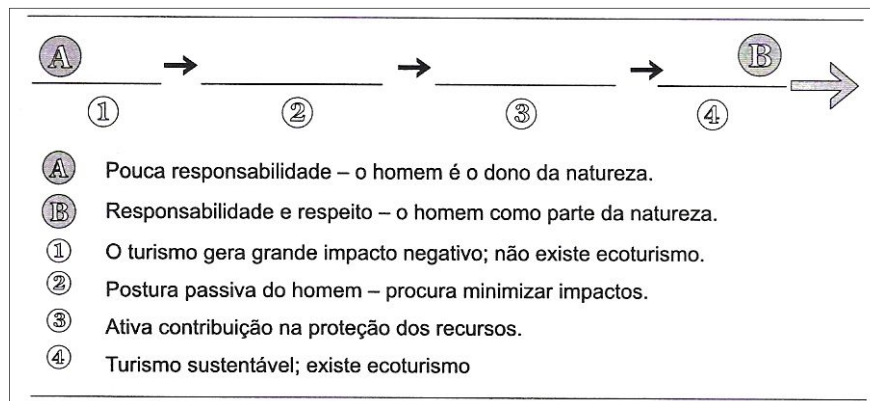 A → → → B
① ② ③ ④
A Pouca responsabilidade – o homem é o dono da natureza.
B Responsabilidade e respeito – o homem como parte da natureza.
① O turismo gera grande impacto negativo; não existe ecoturismo.
② Postura passiva do homem – procura minimizar impactos.
③ Ativa contribuição na proteção dos recursos.
④ Turismo sustentável; existe ecoturismo